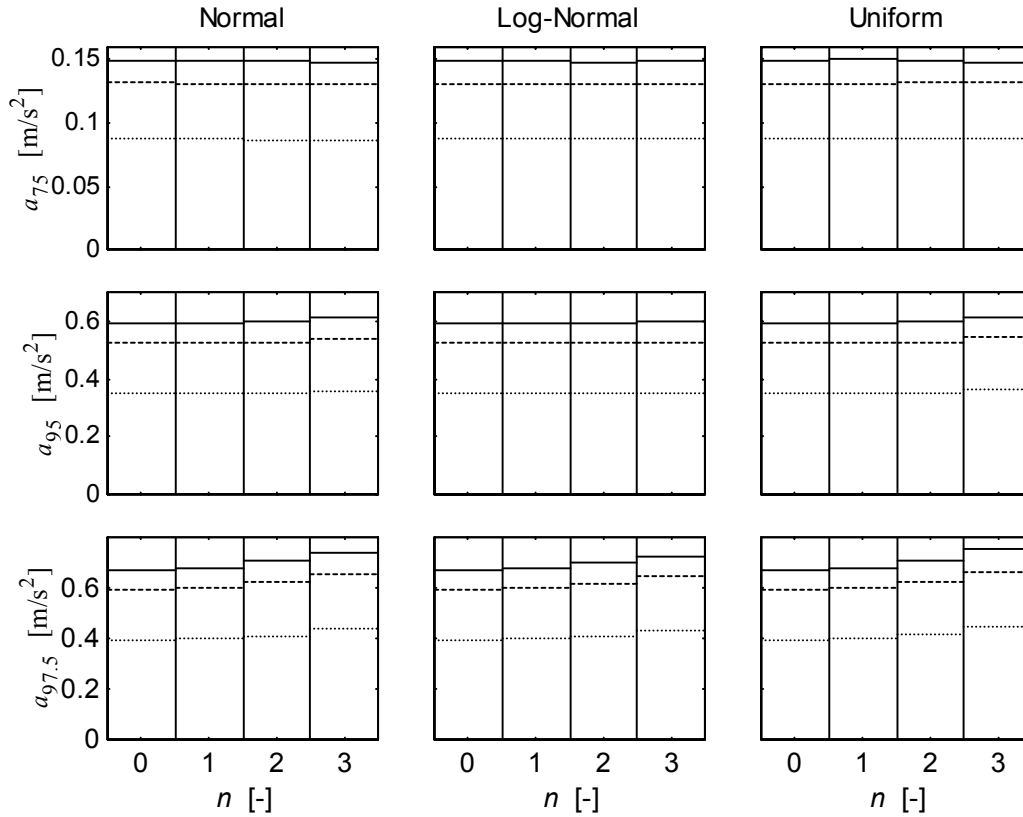 Normal Log-Normal Uniform
a75 [m/s²]
0.15
0.1
0.05
0
a95 [m/s²]
0.6
0.4
0.2
0
a97.5 [m/s²]
0.6
0.4
0.2
0
0 1 2 3 0 1 2 3 0 1 2 3
n [-] n [-] n [-]